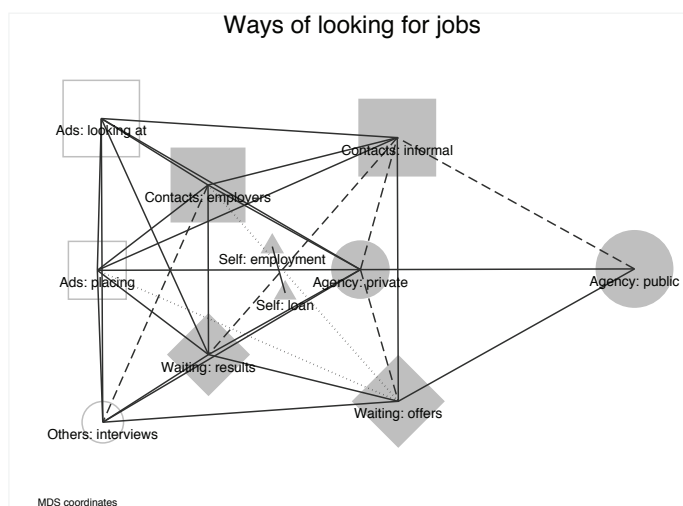 Ways of looking for jobs
Ads: looking at
Contacts: informal
Contacts: employers
Self: employment
Ads: placing
Agency: private
Agency: public
Self: loan
Waiting: results
Waiting: offers
Others: interviews
MDS coordinates